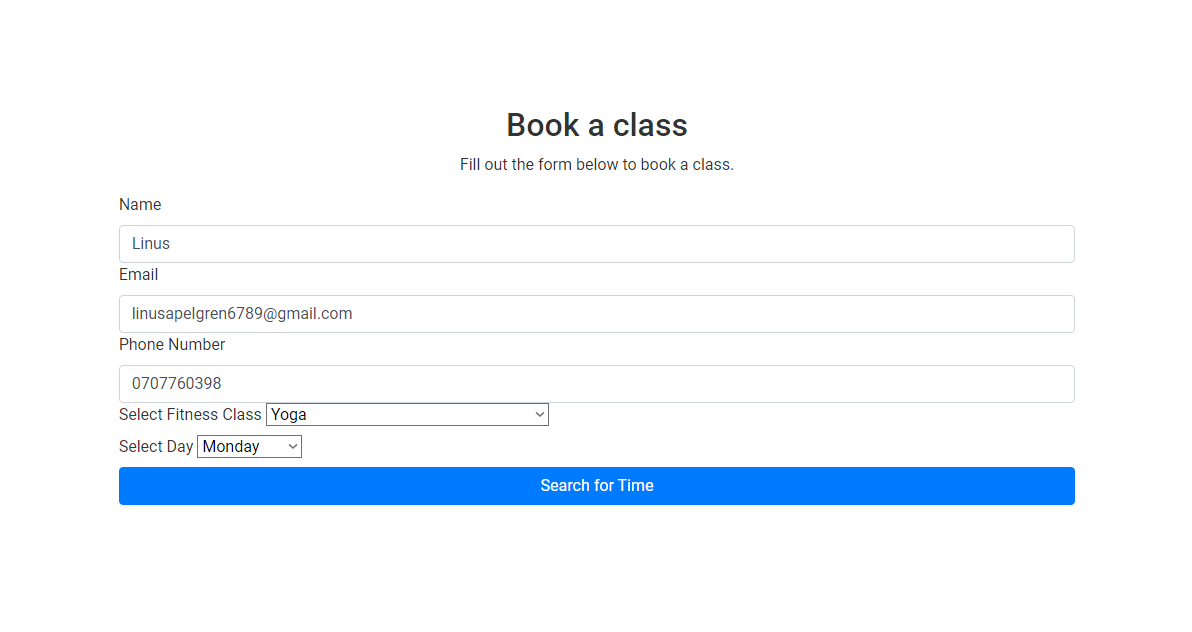 Book a class
Fill out the form below to book a class.
Name
Linus
Email
linusapelgren6789@gmail.com
Phone Number
0707760398
Select Fitness Class Yoga
Select Day Monday
Search for Time